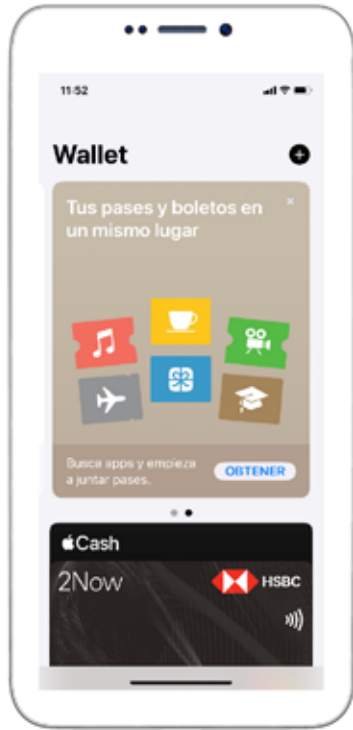 11:52
Wallet
Tus pases y boletos en
un mismo lugar
Busca apps y empieza
a juntar pases.
OBTENER
Cash
2Now
HSBC